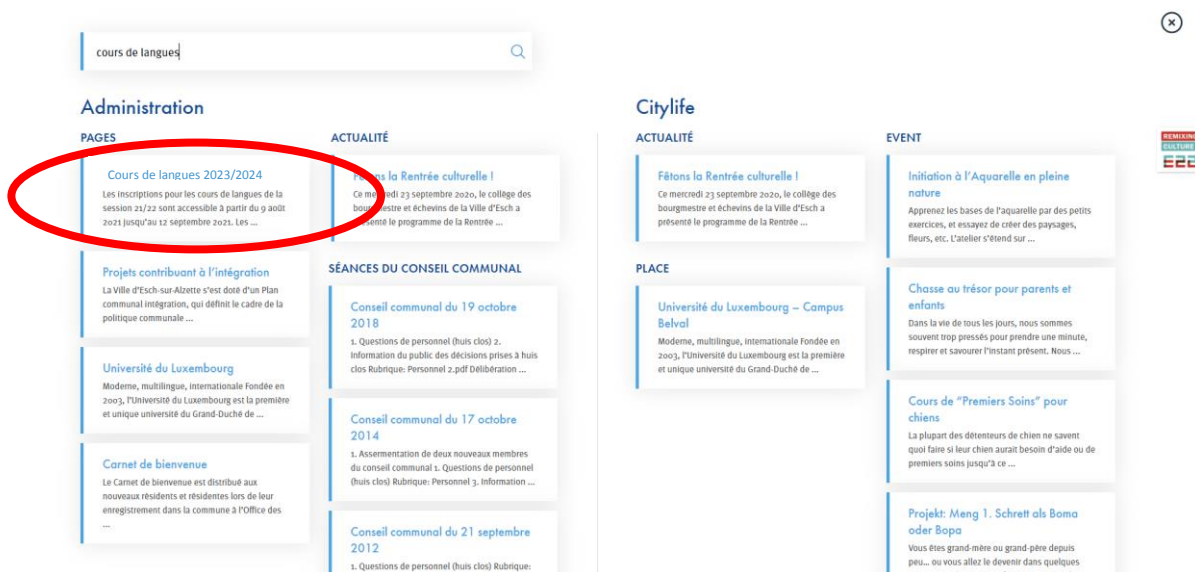 cours de langues
Administration
PAGES
Cours de langues 2023/2024
Les inscriptions pour les cours de langues de la
session 21/22 sont accessible à partir du 9 août
2021 jusqu'au 12 septembre 2021. Les ...
Projets contribuant à l'intégration
La Ville d'Esch-sur-Alzette s'est doté d'un Plan
communal intégration, qui définit le cadre de la
politique communale ...
Université du Luxembourg
Moderne, multilingue, internationale Fondée en
2003, l'Université du Luxembourg est la première
et unique université du Grand-Duché de ...
Carnet de bienvenue
Le Carnet de bienvenue est distribué aux
nouveaux résidents et résidentes lors de leur
enregistrement dans la commune à l'Office des
...
ACTUALITÉ
la Rentrée culturelle !
Ce mercredi 23 septembre 2020, le collège des
bourgmestre et échevins de la Ville d'Esch a
présenté le programme de la Rentrée ...
SÉANCES DU CONSEIL COMMUNAL
Conseil communal du 19 octobre
2018
1. Questions de personnel (huis clos) 2.
Information du public des décisions prises à huis
clos Rubrique: Personnel 2.pdf Délibération ...
Conseil communal du 17 octobre
2014
1. Assermentation de deux nouveaux membres
du conseil communal 1. Questions de personnel
(huis clos) Rubrique: Personnel 3. Information ...
Conseil communal du 21 septembre
2012
1. Questions de personnel (huis clos) Rubrique:
Citylife
ACTUALITÉ
Fêtons la Rentrée culturelle !
Ce mercredi 23 septembre 2020, le collège des
bourgmestre et échevins de la Ville d'Esch a
présenté le programme de la Rentrée ...
PLACE
Université du Luxembourg – Campus
Belval
Moderne, multilingue, internationale Fondée en
2003, l'Université du Luxembourg est la première
et unique université du Grand-Duché de ...
EVENT
Initiation à l'Aquarelle en pleine
nature
Apprenez les bases de l'aquarelle par des petits
exercices, et essayez de créer des paysages,
fleurs, etc. L'atelier s'étend sur ...
Chasse au trésor pour parents et
enfants
Dans la vie de tous les jours, nous sommes
souvent trop pressés pour prendre une minute,
respirer et savourer l'instant présent. Nous ...
Cours de "Premiers Soins" pour
chiens
La plupart des détenteurs de chien ne savent
quoi faire si leur chien aurait besoin d'aide ou de
premiers soins jusqu'à ce ...
Projekt: Meng 1. Schrett als Boma
oder Bopa
Vous êtes grand-mère ou grand-père depuis
peu... ou vous allez le devenir dans quelques
REMIXING
CULTURE
E22